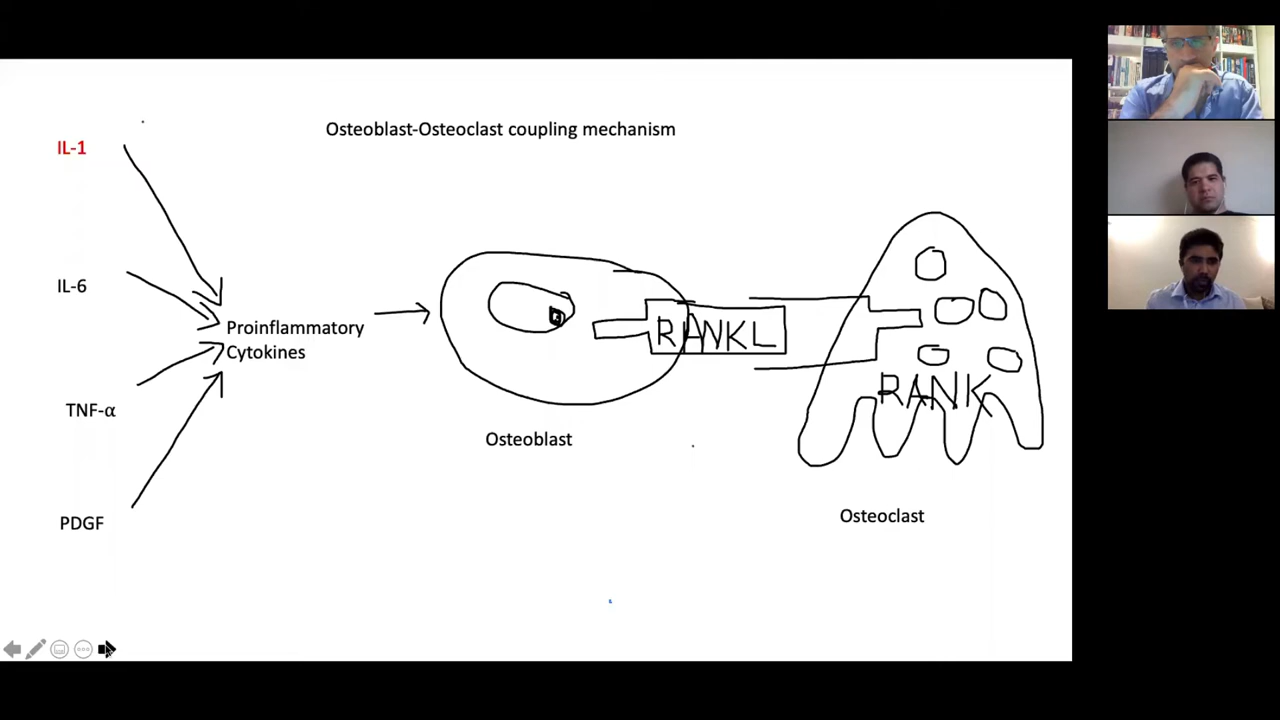 Osteoblast-Osteoclast coupling mechanism
IL-1
IL-6
TNF-α
PDGF
Proinflammatory
Cytokines
RANKL
Osteoblast
RANK
Osteoclast